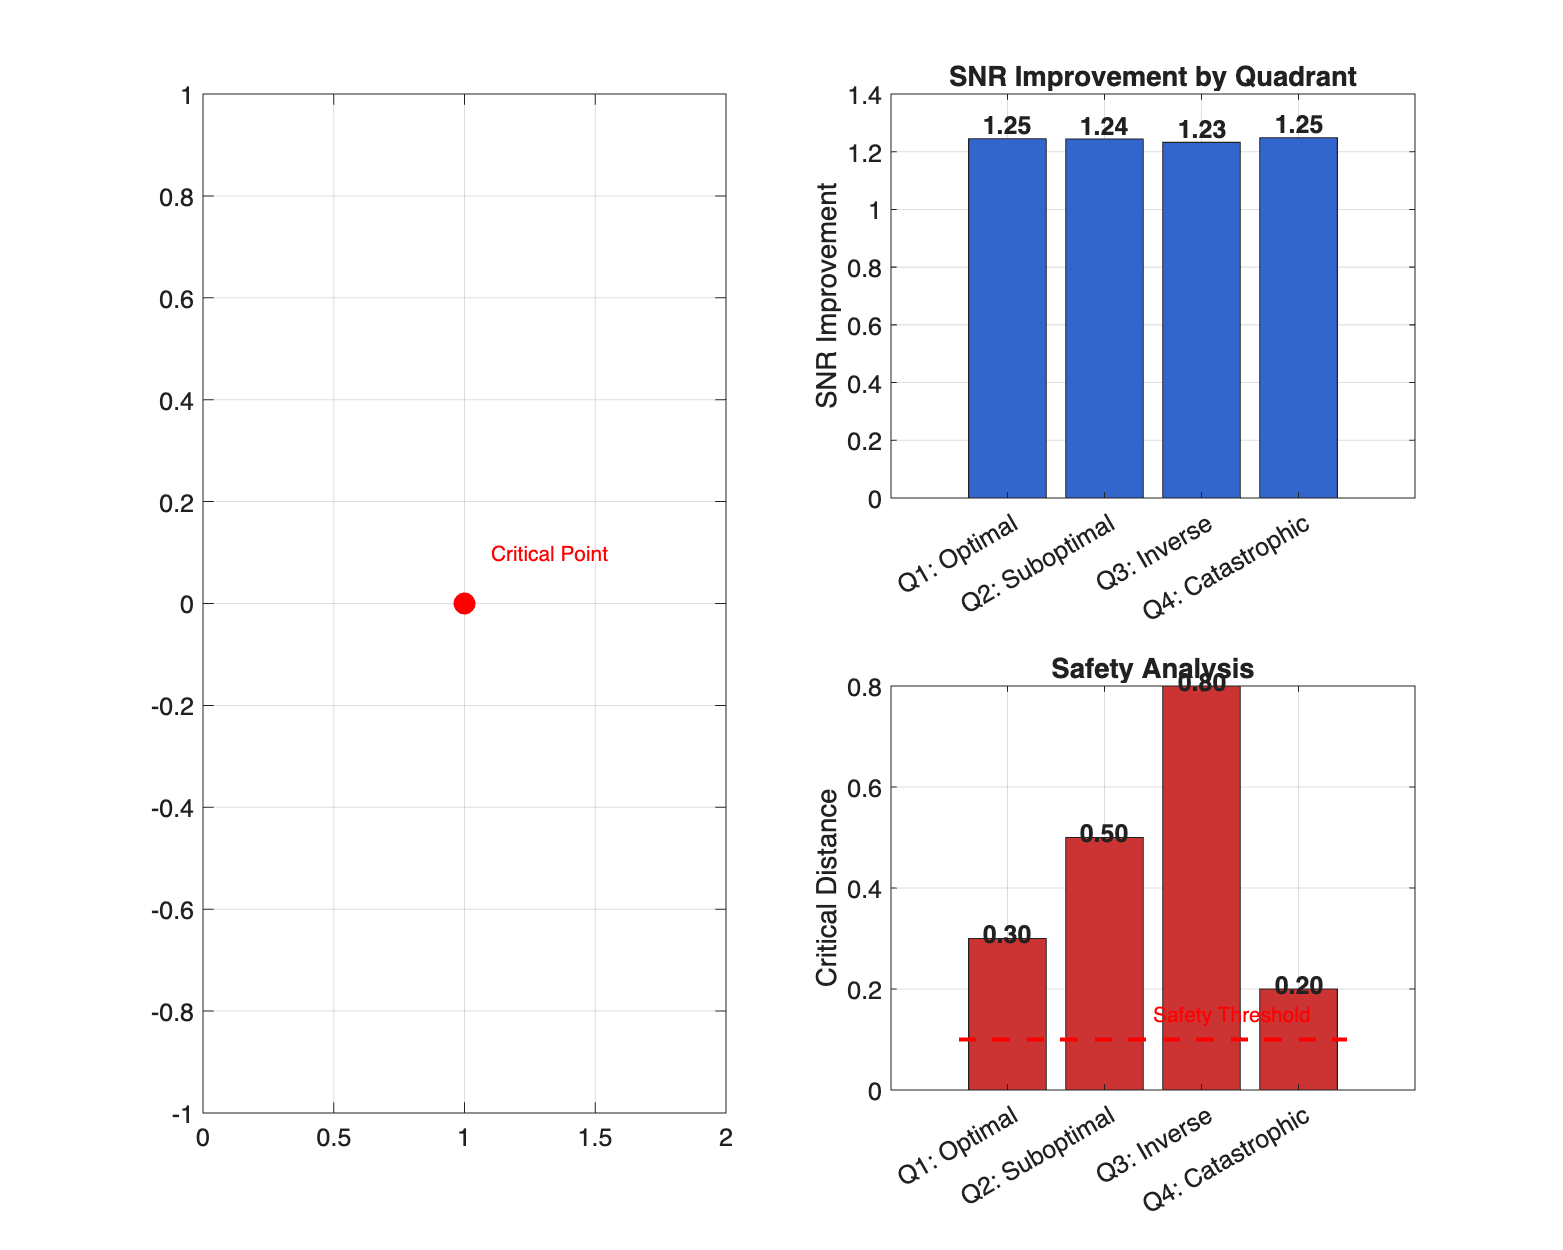 1
0.8
0.6
0.4
0.2
0
-0.2
-0.4
-0.6
-0.8
-1
0
0.5
1
1.5
2
Critical Point
SNR Improvement by Quadrant
SNR Improvement
1.4
1.2
1
0.8
0.6
0.4
0.2
0
1.25
1.24
1.23
1.25
Q1: Optimal
Q2: Suboptimal
Q3: Inverse
Q4: Catastrophic
Safety Analysis
Critical Distance
0.8
0.6
0.4
0.2
0
0.30
0.50
0.80
0.20
Safety Threshold
Q1: Optimal
Q2: Suboptimal
Q3: Inverse
Q4: Catastrophic